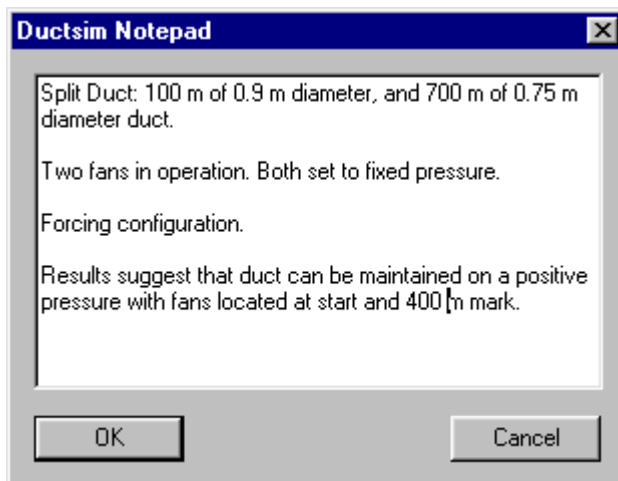 Ductsim Notepad
Split Duct: 100 m of 0.9 m diameter, and 700 m of 0.75 m
diameter duct.
Two fans in operation. Both set to fixed pressure.
Forcing configuration.
Results suggest that duct can be maintained on a positive
pressure with fans located at start and 400 m mark.
OK
Cancel